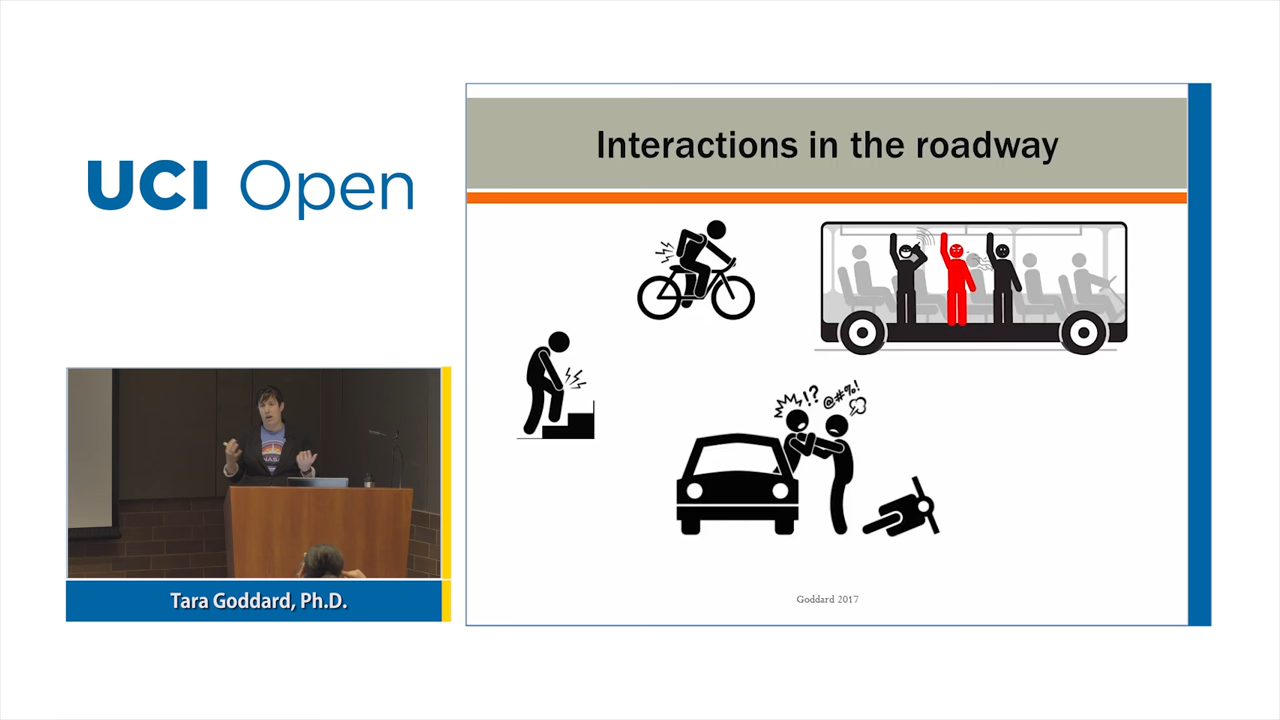 UCI Open
Interactions in the roadway
!?
@#%!
Tara Goddard, Ph.D.
Goddard 2017